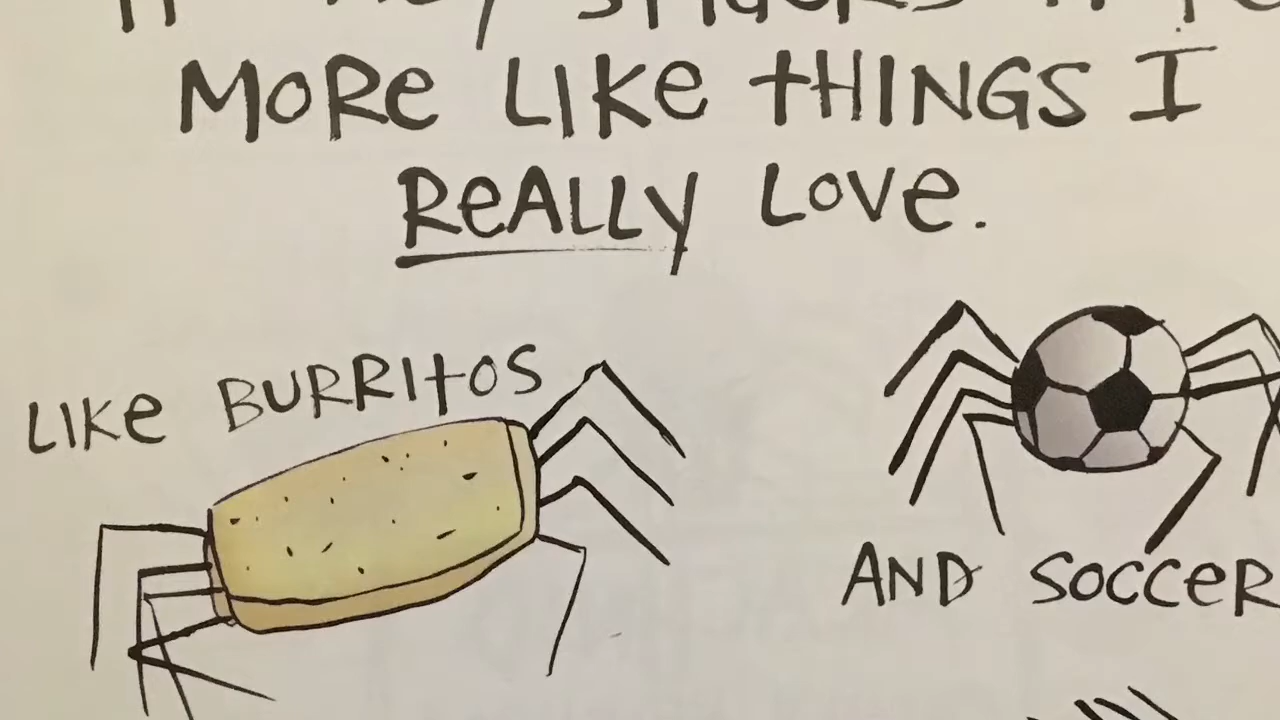 MORe LIKe tHINGS I
ReALLY LOVe.
LIKe BURRItOS
AND SOCCeR